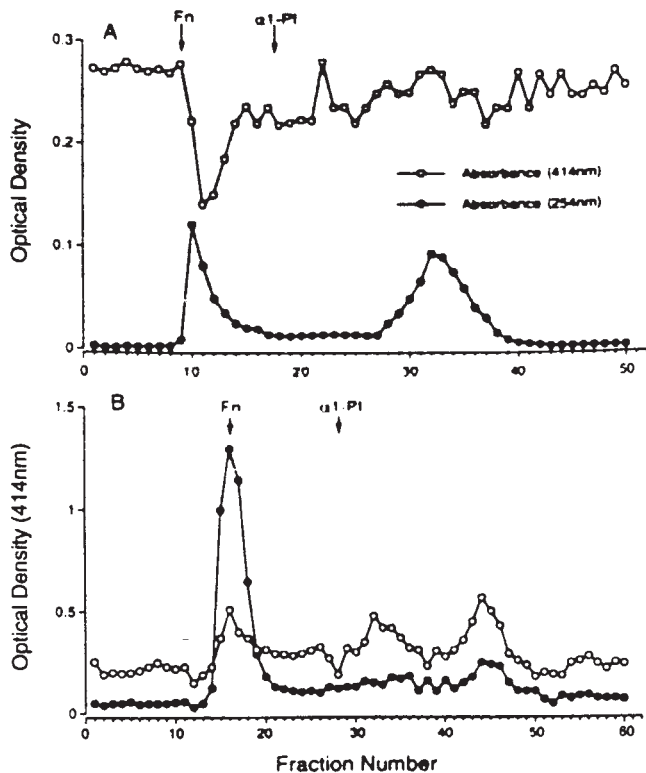 A
Fn
α1-PI
0.3
0.2
0.1
0
Optical Density
Absorbance (414nm)
Absorbance (254nm)
0 10 20 30 40 50
B
Fn
α1-PI
1.5
1
0.5
0
Optical Density (414nm)
0 10 20 30 40 50 60
Fraction Number